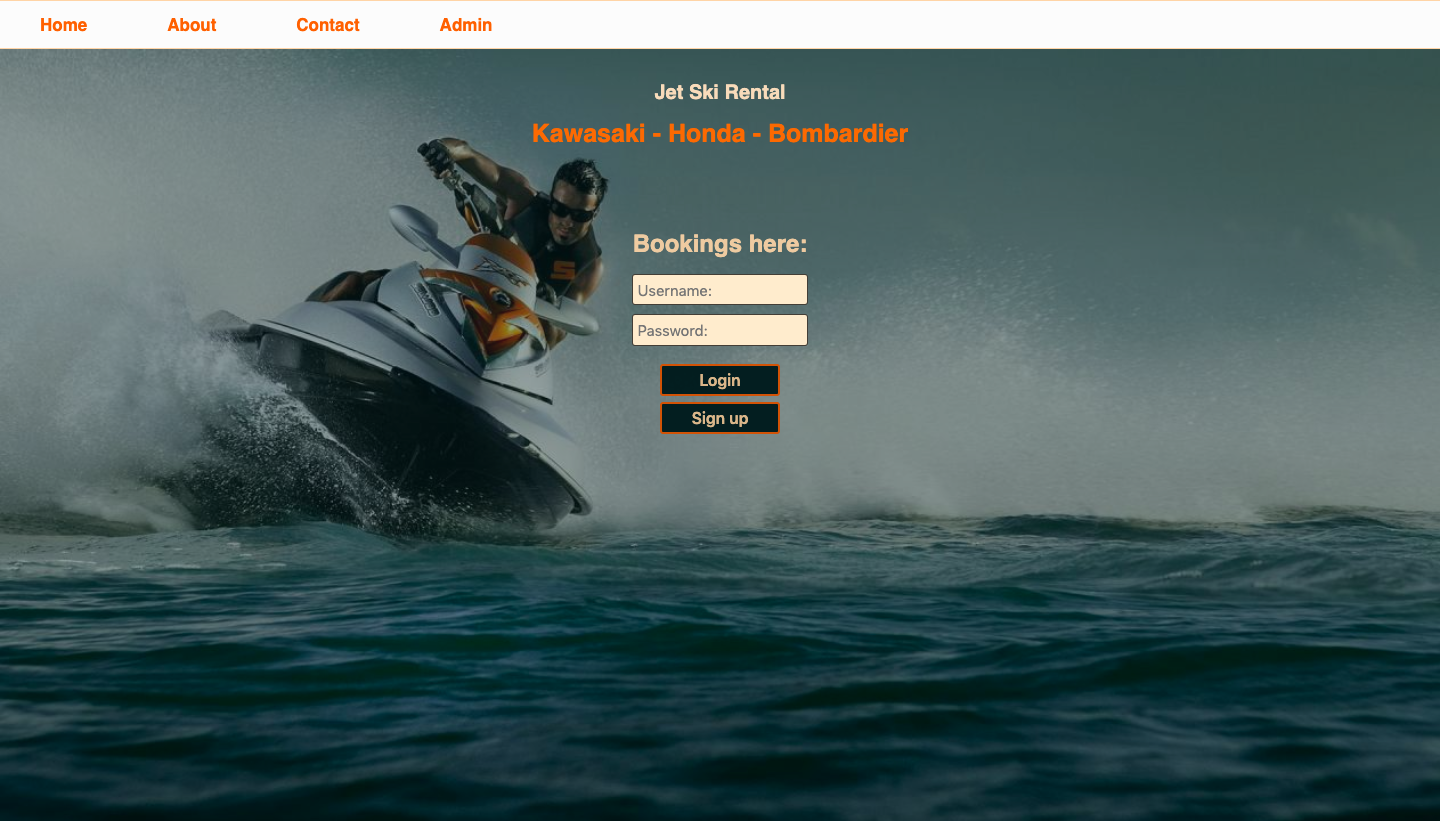 Home About Contact Admin
Jet Ski Rental
Kawasaki - Honda - Bombardier
Bookings here:
Username:
Password:
Login
Sign up